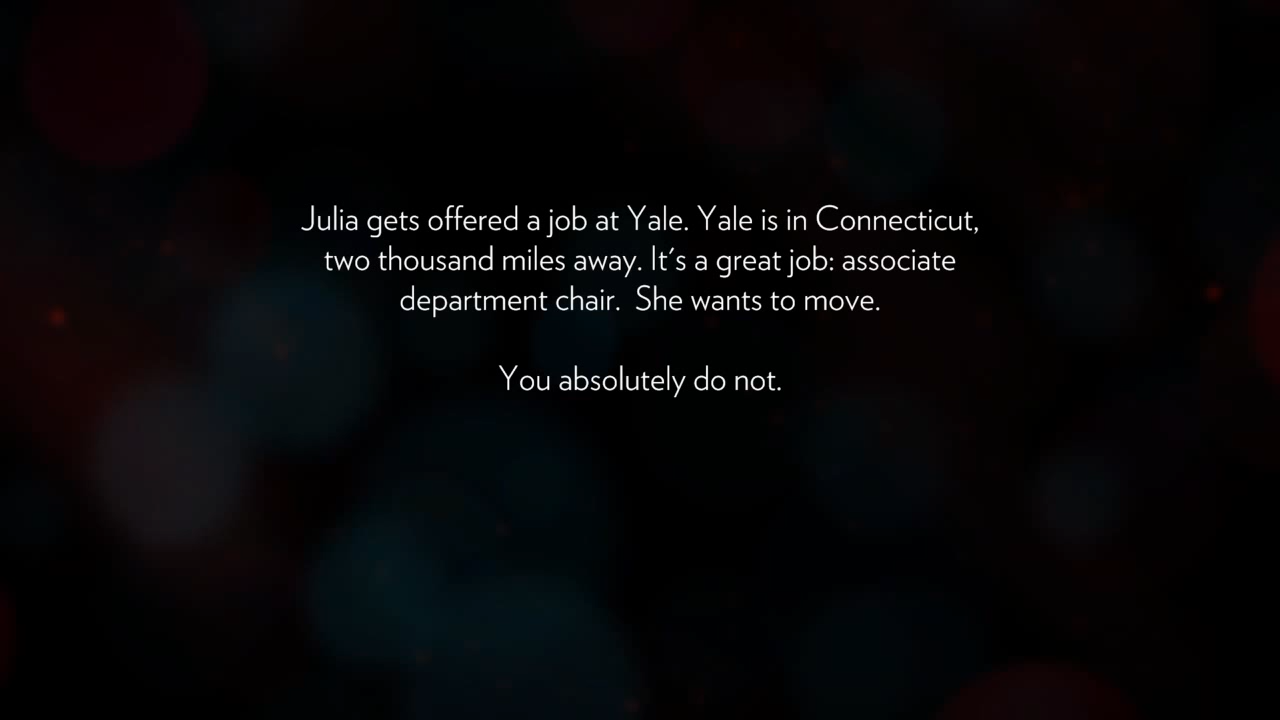 Julia gets offered a job at Yale. Yale is in Connecticut,
two thousand miles away. It's a great job: associate
department chair.  She wants to move.
You absolutely do not.